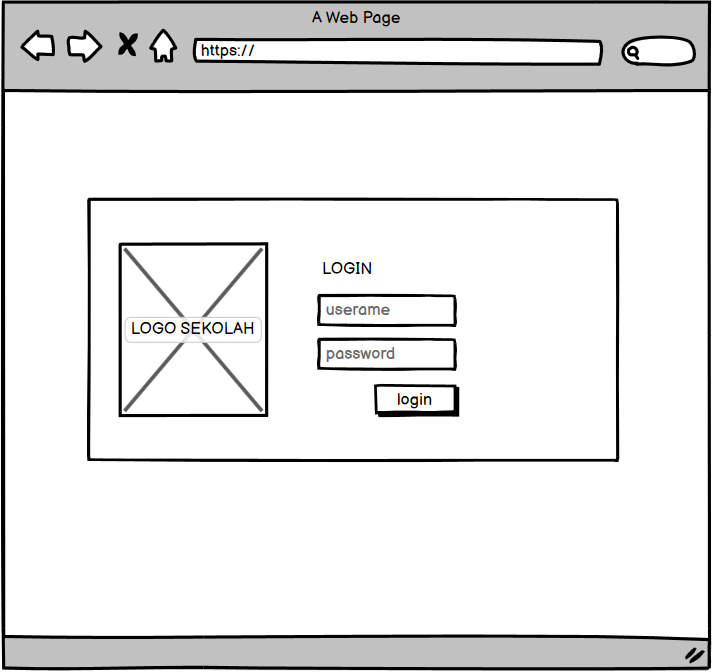 A Web Page
https://
LOGIN
LOGO SEKOLAH
userame
password
login